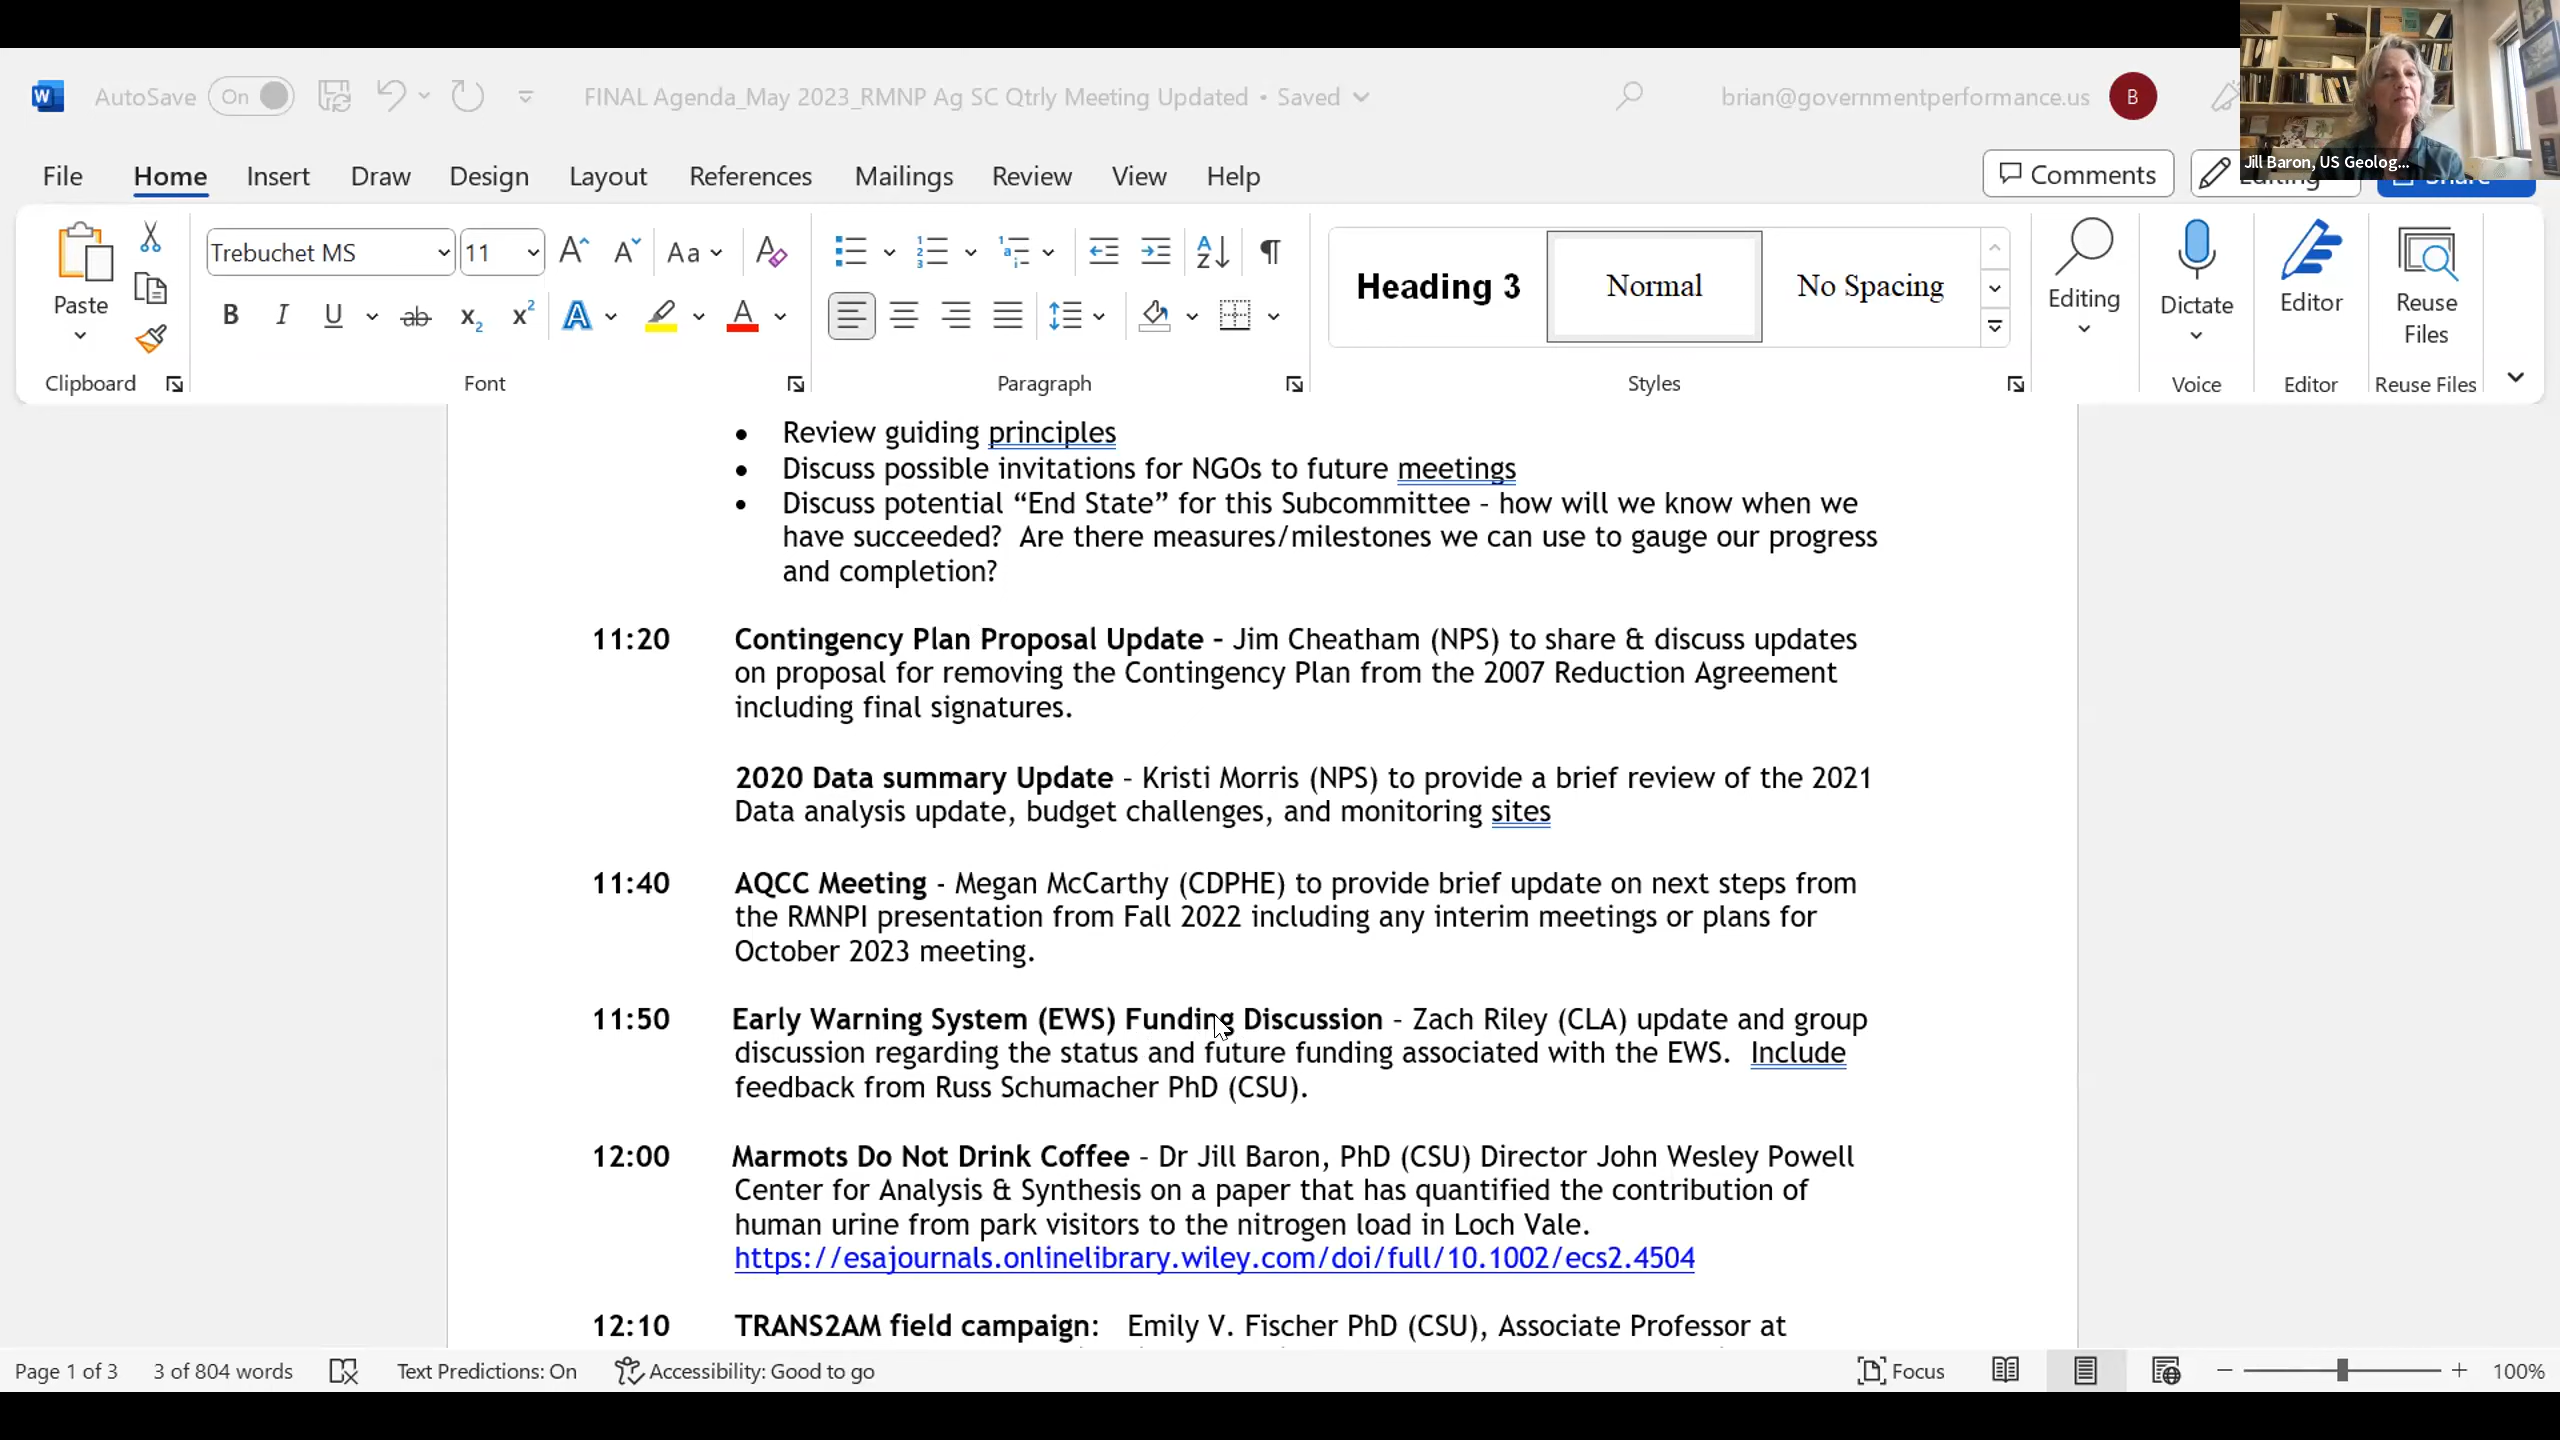 AutoSave On FINAL Agenda_May 2023_RMNP Ag SC Qtrly Meeting Updated • Saved brian@governmentperformance.us B
Jill Baron, US Geolog...
File Home Insert Draw Design Layout References Mailings Review View Help Comments Editing Share
Trebuchet MS 11 Aa
Paste
B I U ab x2 x2 A A
Heading 3 Normal No Spacing
Editing Dictate Editor Reuse Files
Clipboard Font Paragraph Styles Voice Editor Reuse Files
• Review guiding principles
• Discuss possible invitations for NGOs to future meetings
• Discuss potential “End State” for this Subcommittee - how will we know when we
have succeeded? Are there measures/milestones we can use to gauge our progress
and completion?
11:20 Contingency Plan Proposal Update – Jim Cheatham (NPS) to share & discuss updates
on proposal for removing the Contingency Plan from the 2007 Reduction Agreement
including final signatures.
2020 Data summary Update - Kristi Morris (NPS) to provide a brief review of the 2021
Data analysis update, budget challenges, and monitoring sites
11:40 AQCC Meeting - Megan McCarthy (CDPHE) to provide brief update on next steps from
the RMNPI presentation from Fall 2022 including any interim meetings or plans for
October 2023 meeting.
11:50 Early Warning System (EWS) Funding Discussion – Zach Riley (CLA) update and group
discussion regarding the status and future funding associated with the EWS. Include
feedback from Russ Schumacher PhD (CSU).
12:00 Marmots Do Not Drink Coffee – Dr Jill Baron, PhD (CSU) Director John Wesley Powell
Center for Analysis & Synthesis on a paper that has quantified the contribution of
human urine from park visitors to the nitrogen load in Loch Vale.
https://esajournals.onlinelibrary.wiley.com/doi/full/10.1002/ecs2.4504
12:10 TRANS2AM field campaign: Emily V. Fischer PhD (CSU), Associate Professor at
Page 1 of 3 3 of 804 words Text Predictions: On Accessibility: Good to go Focus 100%